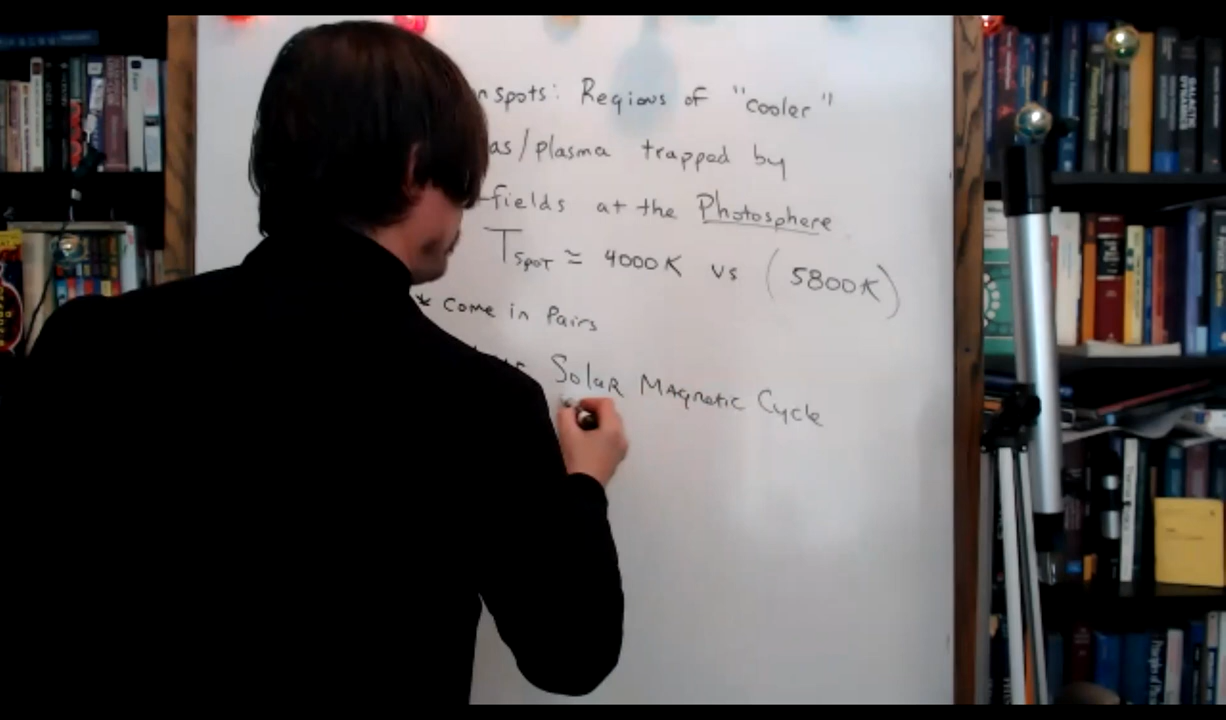 nspots: Regions of "cooler"
as/plasma trapped by
-fields at the Photosphere
TSPOT ≃ 4000K vs (5800K)
* Come in Pairs
Solar Magnetic Cycle